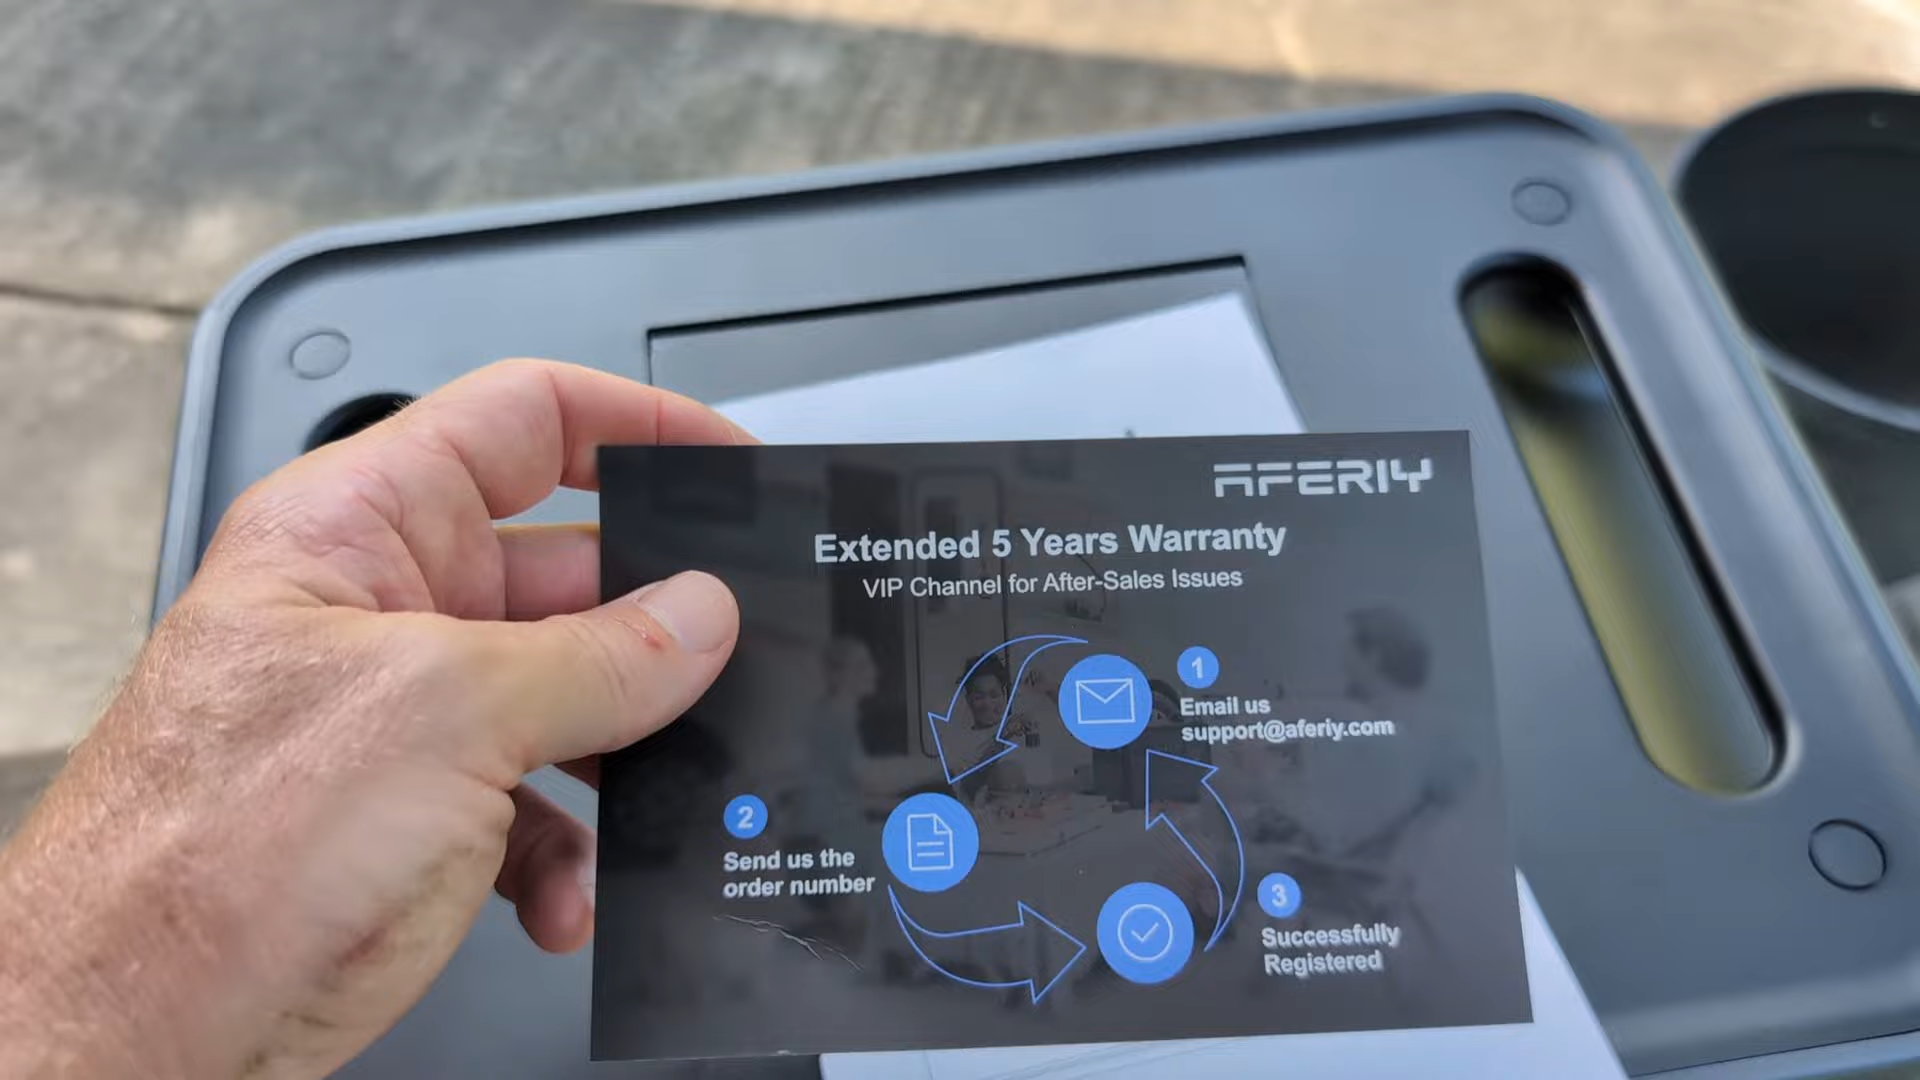 AFERIY
Extended 5 Years Warranty
VIP Channel for After-Sales Issues
1
Email us
support@aferiy.com
2
Send us the
order number
3
Successfully
Registered